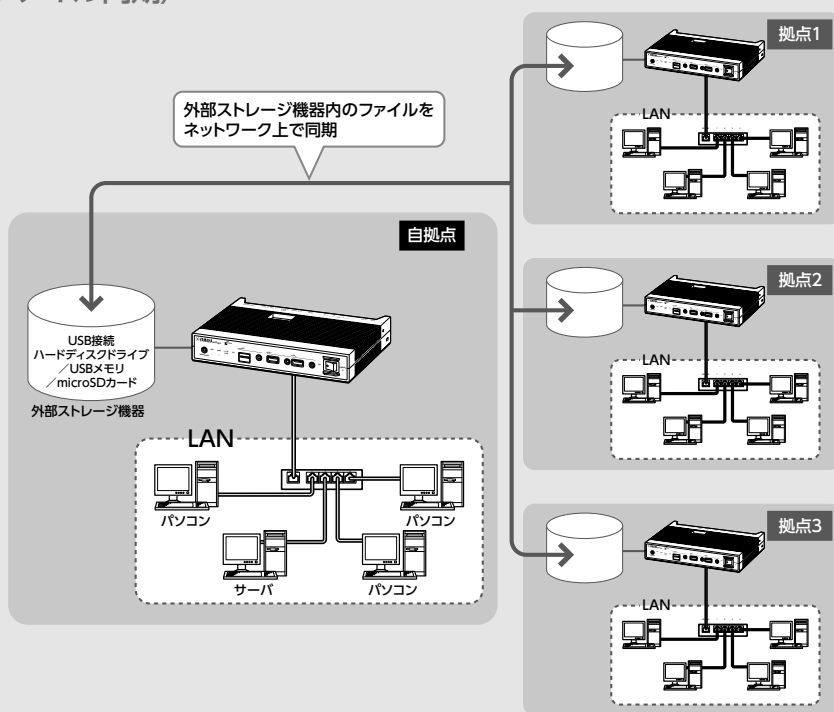 外部ストレージ機器内のファイルを
ネットワーク上で同期
自拠点
USB接続
ハードディスクドライブ
／USBメモリ
／microSDカード
外部ストレージ機器
LAN
パソコン
パソコン
サーバ
パソコン
拠点1
LAN
拠点2
LAN
拠点3
LAN